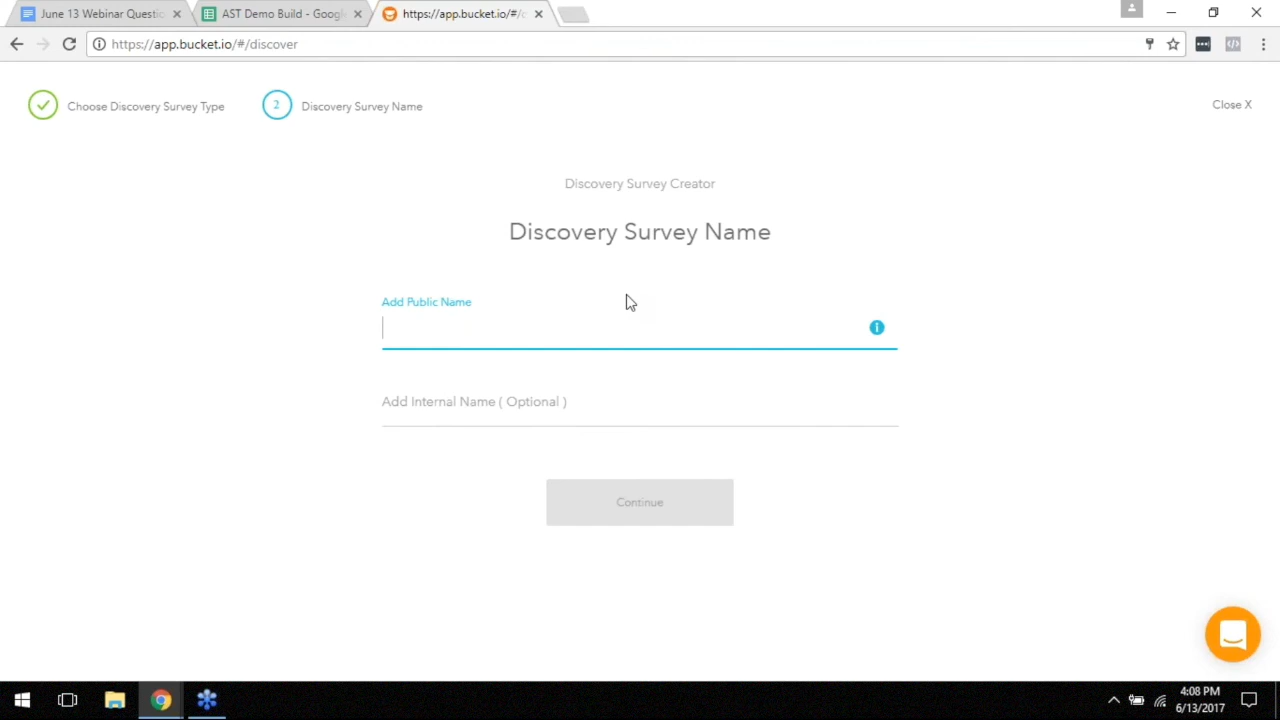 June 13 Webinar Questio
AST Demo Build - Googl
https://app.bucket.io/#/c
https://app.bucket.io/#/discover
Choose Discovery Survey Type
2
Discovery Survey Name
Close X
Discovery Survey Creator
Discovery Survey Name
Add Public Name
Add Internal Name ( Optional )
Continue
4:08 PM
6/13/2017